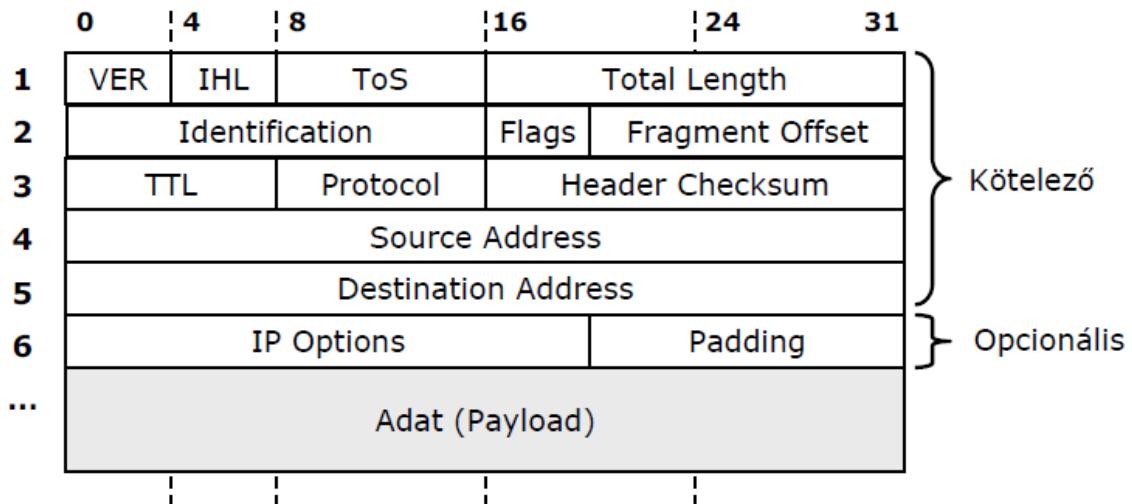 0 4 8 16 24 31
1 VER IHL ToS Total Length
2 Identification Flags Fragment Offset
3 TTL Protocol Header Checksum
Kötelező
4 Source Address
5 Destination Address
6 IP Options Padding
Opcionális
...
Adat (Payload)